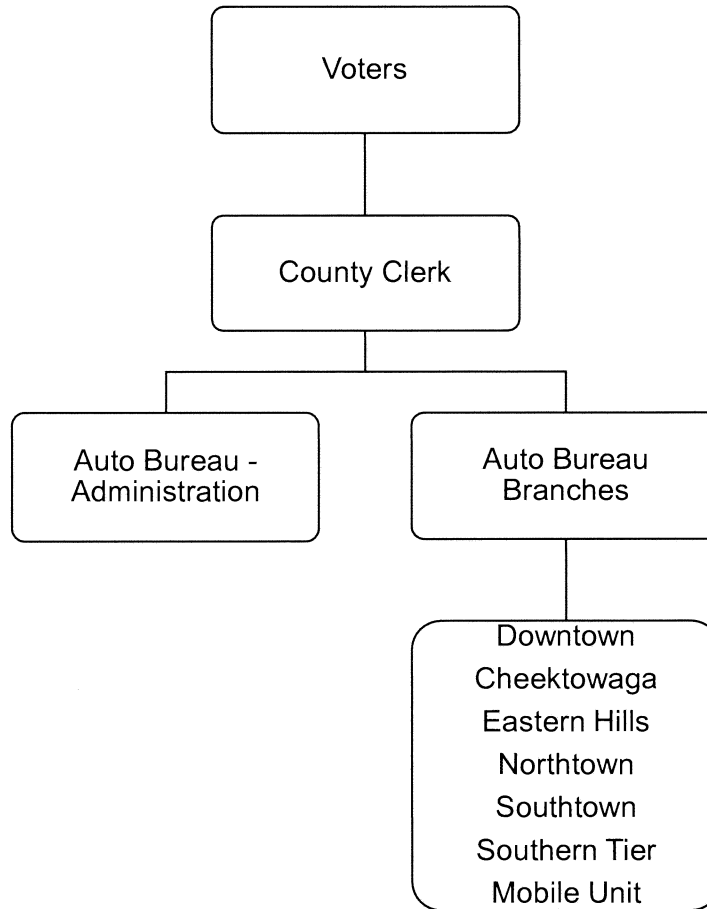 Voters
County Clerk
Auto Bureau -
Administration
Auto Bureau
Branches
Downtown
Cheektowaga
Eastern Hills
Northtown
Southtown
Southern Tier
Mobile Unit